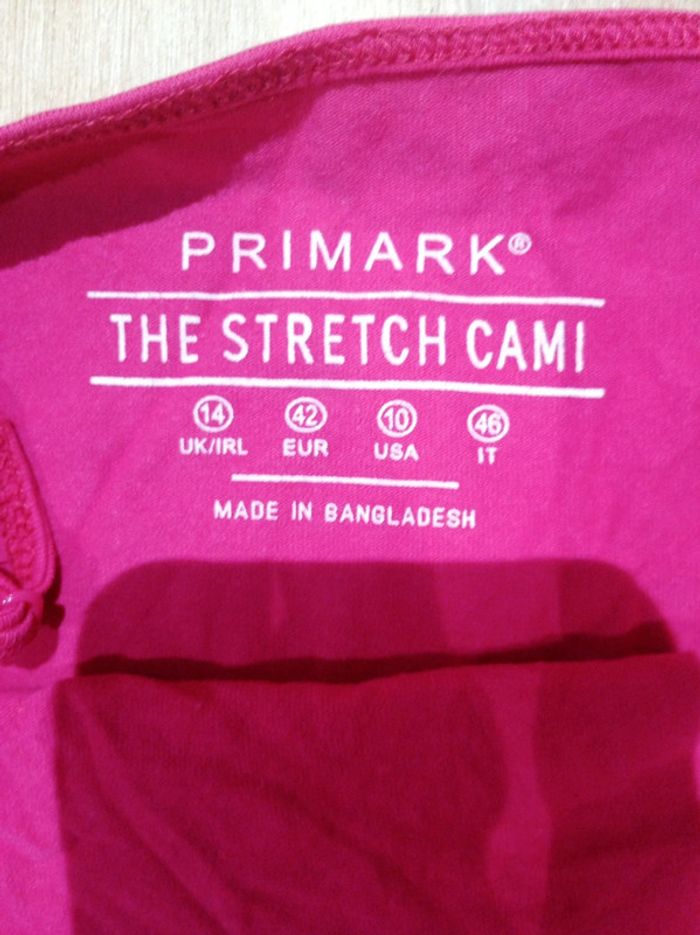 PRIMARK®
THE STRETCH CAMI
14 42 10 46
UK/IRL EUR USA IT
MADE IN BANGLADESH